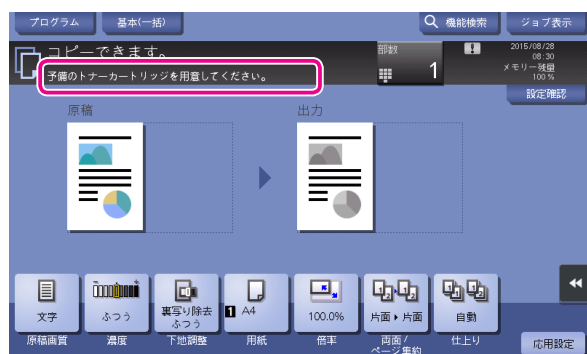 プログラム
基本(一括)
機能検索
ジョブ表示
コピーできます。
予備のトナーカートリッジを用意してください。
部数
1
2015/08/28
08:30
メモリー残量
100 %
設定確認
原稿
出力
文字
ふつう
裏写り除去
ふつう
1 A4
100.0%
片面 ▸ 片面
自動
原稿画質
濃度
下地調整
用紙
倍率
両面 /
ページ集約
仕上り
応用設定